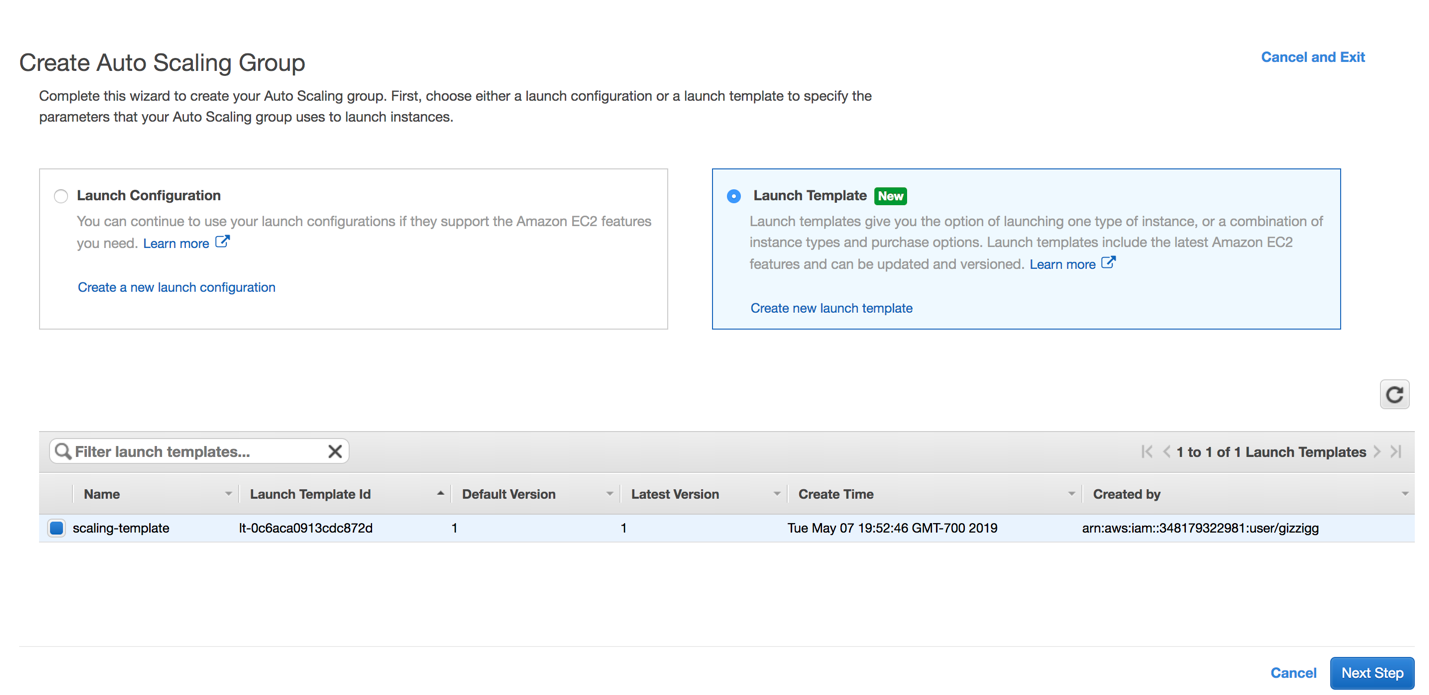 Create Auto Scaling Group
Cancel and Exit
Complete this wizard to create your Auto Scaling group. First, choose either a launch configuration or a launch template to specify the
parameters that your Auto Scaling group uses to launch instances.
Launch Configuration
You can continue to use your launch configurations if they support the Amazon EC2 features
you need. Learn more
Create a new launch configuration
Launch Template New
Launch templates give you the option of launching one type of instance, or a combination of
instance types and purchase options. Launch templates include the latest Amazon EC2
features and can be updated and versioned. Learn more
Create new launch template
Filter launch templates...
1 to 1 of 1 Launch Templates
Name Launch Template Id Default Version Latest Version Create Time Created by
scaling-template lt-0c6aca0913cdc872d 1 1 Tue May 07 19:52:46 GMT-700 2019 arn:aws:iam::348179322981:user/gizzigg
Cancel Next Step